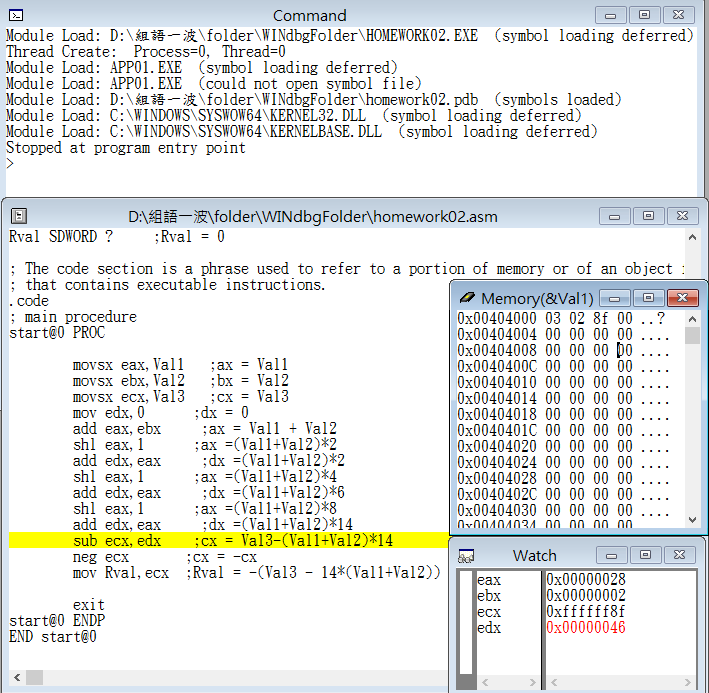 Command
Module Load: D:\組語一波\folder\WINdbgFolder\HOMEWORK02.EXE (symbol loading deferred)
Thread Create: Process=0, Thread=0
Module Load: APP01.EXE (symbol loading deferred)
Module Load: APP01.EXE (could not open symbol file)
Module Load: D:\組語一波\folder\WINdbgFolder\homework02.pdb (symbols loaded)
Module Load: C:\WINDOWS\SYSWOW64\KERNEL32.DLL (symbol loading deferred)
Module Load: C:\WINDOWS\SYSWOW64\KERNELBASE.DLL (symbol loading deferred)
Stopped at program entry point
>
D:\組語一波\folder\WINdbgFolder\homework02.asm
Rval SDWORD ? ;Rval = 0
; The code section is a phrase used to refer to a portion of memory or of an object
; that contains executable instructions.
.code
; main procedure
start@0 PROC
movsx eax,Val1 ;ax = Val1
movsx ebx,Val2 ;bx = Val2
movsx ecx,Val3 ;cx = Val3
mov edx,0 ;dx = 0
add eax,ebx ;ax = Val1 + Val2
shl eax,1 ;ax =(Val1+Val2)*2
add edx,eax ;dx =(Val1+Val2)*2
shl eax,1 ;ax =(Val1+Val2)*4
add edx,eax ;dx =(Val1+Val2)*6
shl eax,1 ;ax =(Val1+Val2)*8
add edx,eax ;dx =(Val1+Val2)*14
sub ecx,edx ;cx = Val3-(Val1+Val2)*14
neg ecx ;cx = -cx
mov Rval,ecx ;Rval = -(Val3 - 14*(Val1+Val2))
exit
start@0 ENDP
END start@0
Memory(&Val1)
0x00404000 03 02 8f 00 ..?
0x00404004 00 00 00 00 ....
0x00404008 00 00 00 00 ....
0x0040400C 00 00 00 00 ....
0x00404010 00 00 00 00 ....
0x00404014 00 00 00 00 ....
0x00404018 00 00 00 00 ....
0x0040401C 00 00 00 00 ....
0x00404020 00 00 00 00 ....
0x00404024 00 00 00 00 ....
0x00404028 00 00 00 00 ....
0x0040402C 00 00 00 00 ....
0x00404030 00 00 00 00 ....
0x00404034 00 00 00 00 ....
Watch
eax 0x00000028
ebx 0x00000002
ecx 0xffffff8f
edx 0x00000046